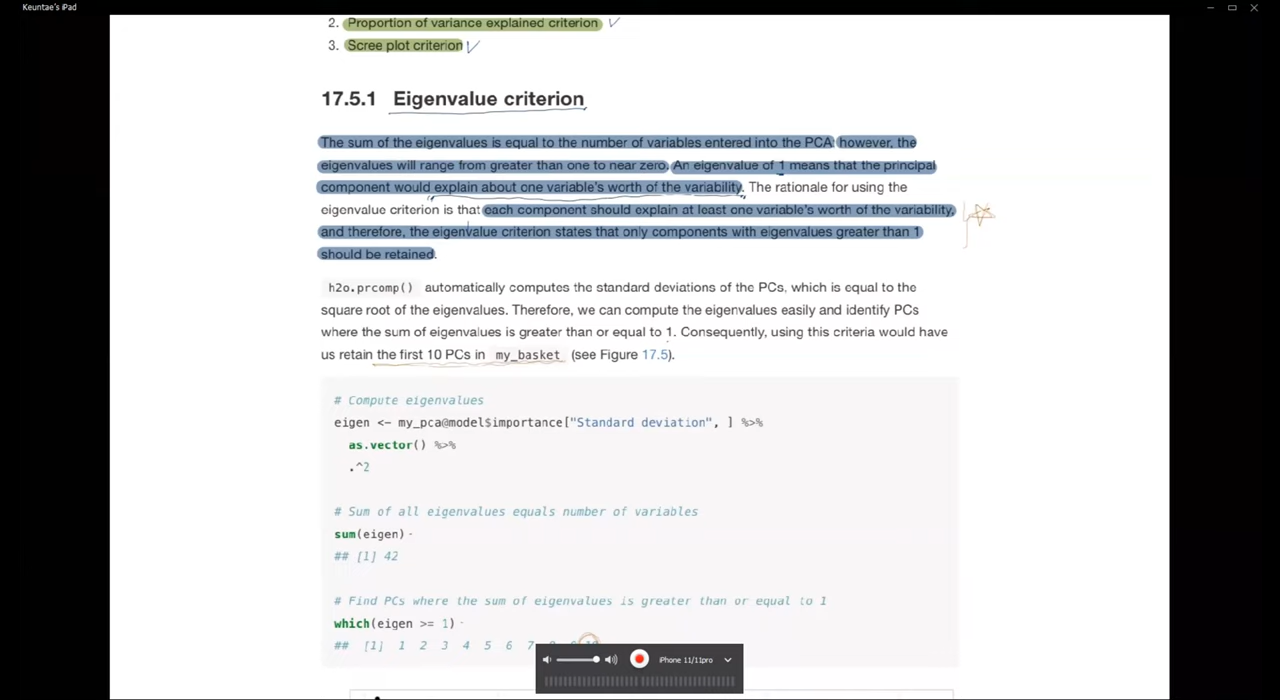 Keuntae's iPad
2. Proportion of variance explained criterion
3. Scree plot criterion
17.5.1 Eigenvalue criterion
The sum of the eigenvalues is equal to the number of variables entered into the PCA; however, the
eigenvalues will range from greater than one to near zero. An eigenvalue of 1 means that the principal
component would explain about one variable's worth of the variability. The rationale for using the
eigenvalue criterion is that each component should explain at least one variable's worth of the variability,
and therefore, the eigenvalue criterion states that only components with eigenvalues greater than 1
should be retained.
h2o.prcomp() automatically computes the standard deviations of the PCs, which is equal to the
square root of the eigenvalues. Therefore, we can compute the eigenvalues easily and identify PCs
where the sum of eigenvalues is greater than or equal to 1. Consequently, using this criteria would have
us retain the first 10 PCs in my_basket (see Figure 17.5).
# Compute eigenvalues
eigen <- my_pca@model$importance["Standard deviation", ] %>%
as.vector() %>%
.^2
# Sum of all eigenvalues equals number of variables
sum(eigen)
## [1] 42
# Find PCs where the sum of eigenvalues is greater than or equal to 1
which(eigen >= 1)
## [1] 1 2 3 4 5 6 7
iPhone 11/11pro